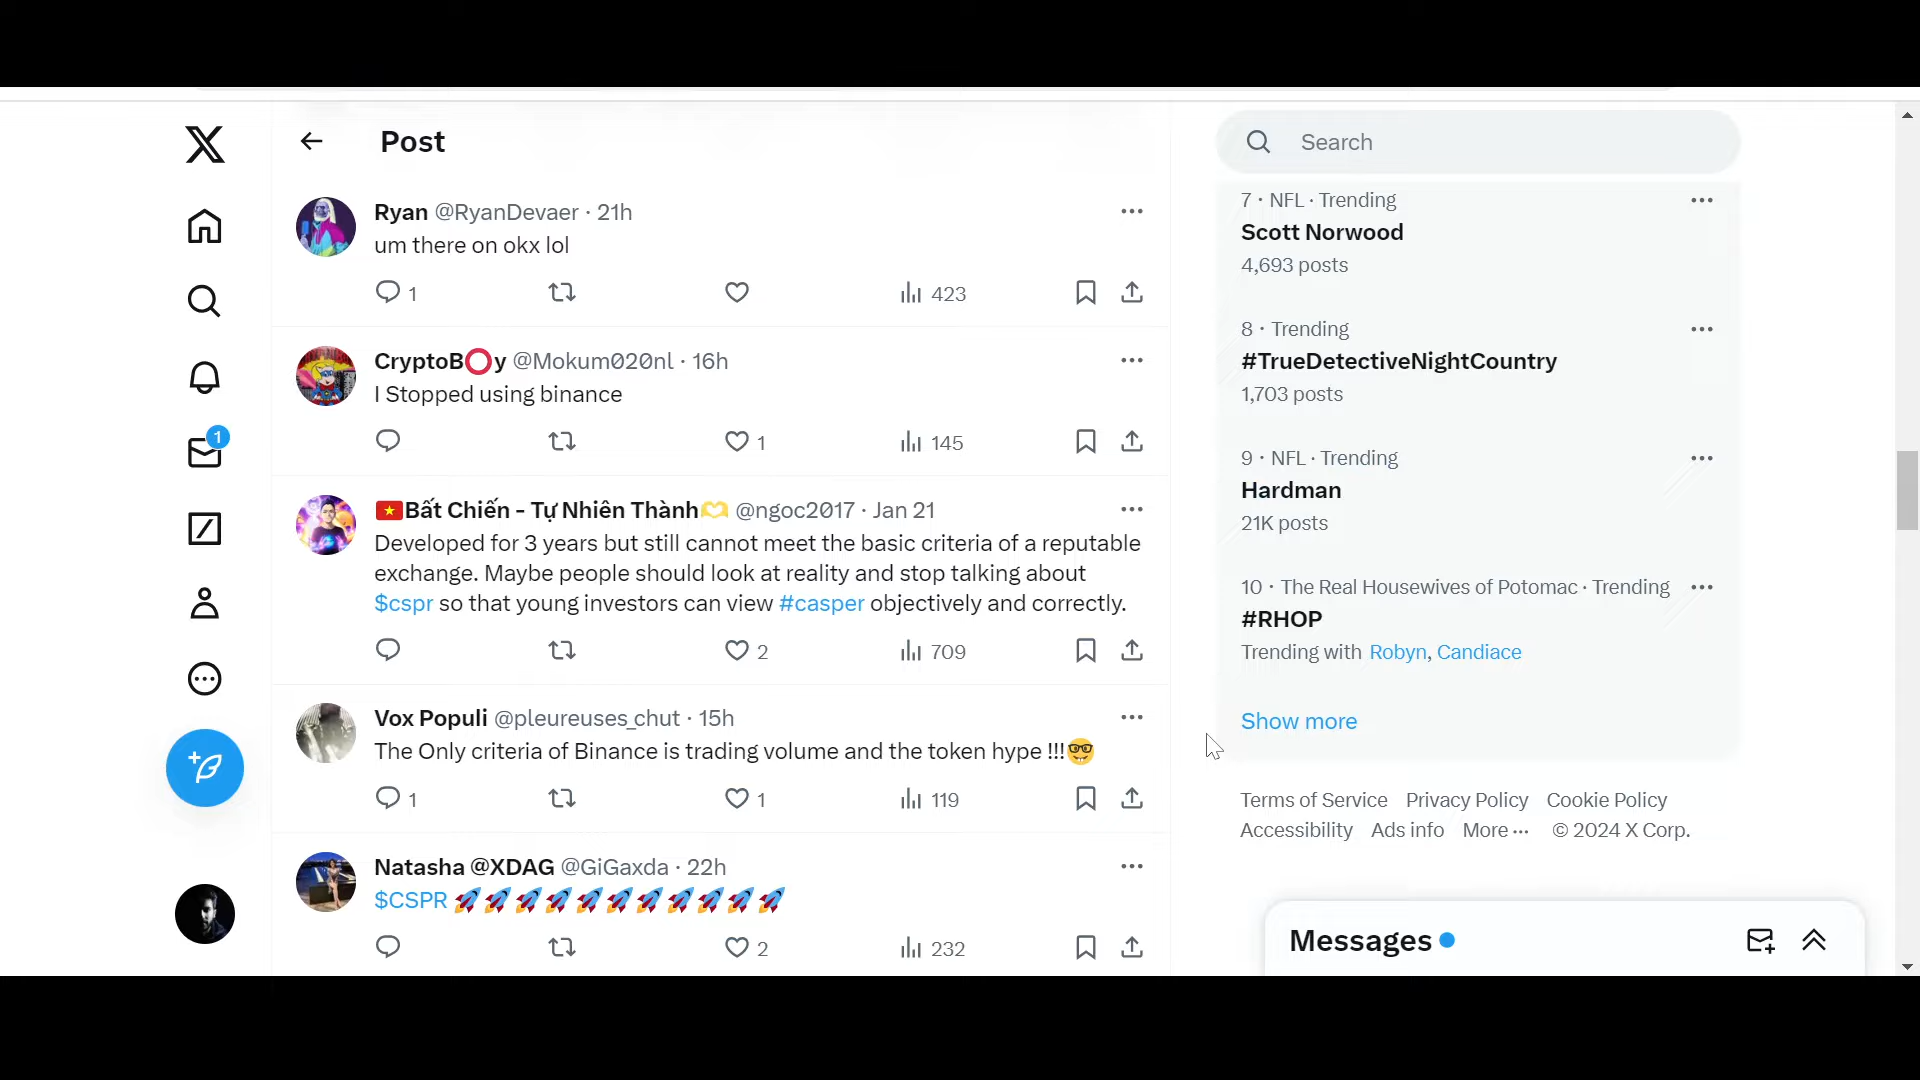 Post
Ryan @RyanDevaer · 21h
um there on okx lol
1 423
CryptoB⭕y @Mokum020nl · 16h
I Stopped using binance
1 145
🇻🇳Bất Chiến - Tự Nhiên Thành🫶 @ngoc2017 · Jan 21
Developed for 3 years but still cannot meet the basic criteria of a reputable
exchange. Maybe people should look at reality and stop talking about
$cspr so that young investors can view #casper objectively and correctly.
2 709
Vox Populi @pleureuses_chut · 15h
The Only criteria of Binance is trading volume and the token hype !!!🤓
1 1 119
Natasha @XDAG @GiGaxda · 22h
$CSPR 🚀🚀🚀🚀🚀🚀🚀🚀🚀🚀🚀
2 232
1
Search
7 · NFL · Trending
Scott Norwood
4,693 posts
8 · Trending
#TrueDetectiveNightCountry
1,703 posts
9 · NFL · Trending
Hardman
21K posts
10 · The Real Housewives of Potomac · Trending
#RHOP
Trending with Robyn, Candiace
Show more
Terms of Service Privacy Policy Cookie Policy
Accessibility Ads info More ··· © 2024 X Corp.
Messages